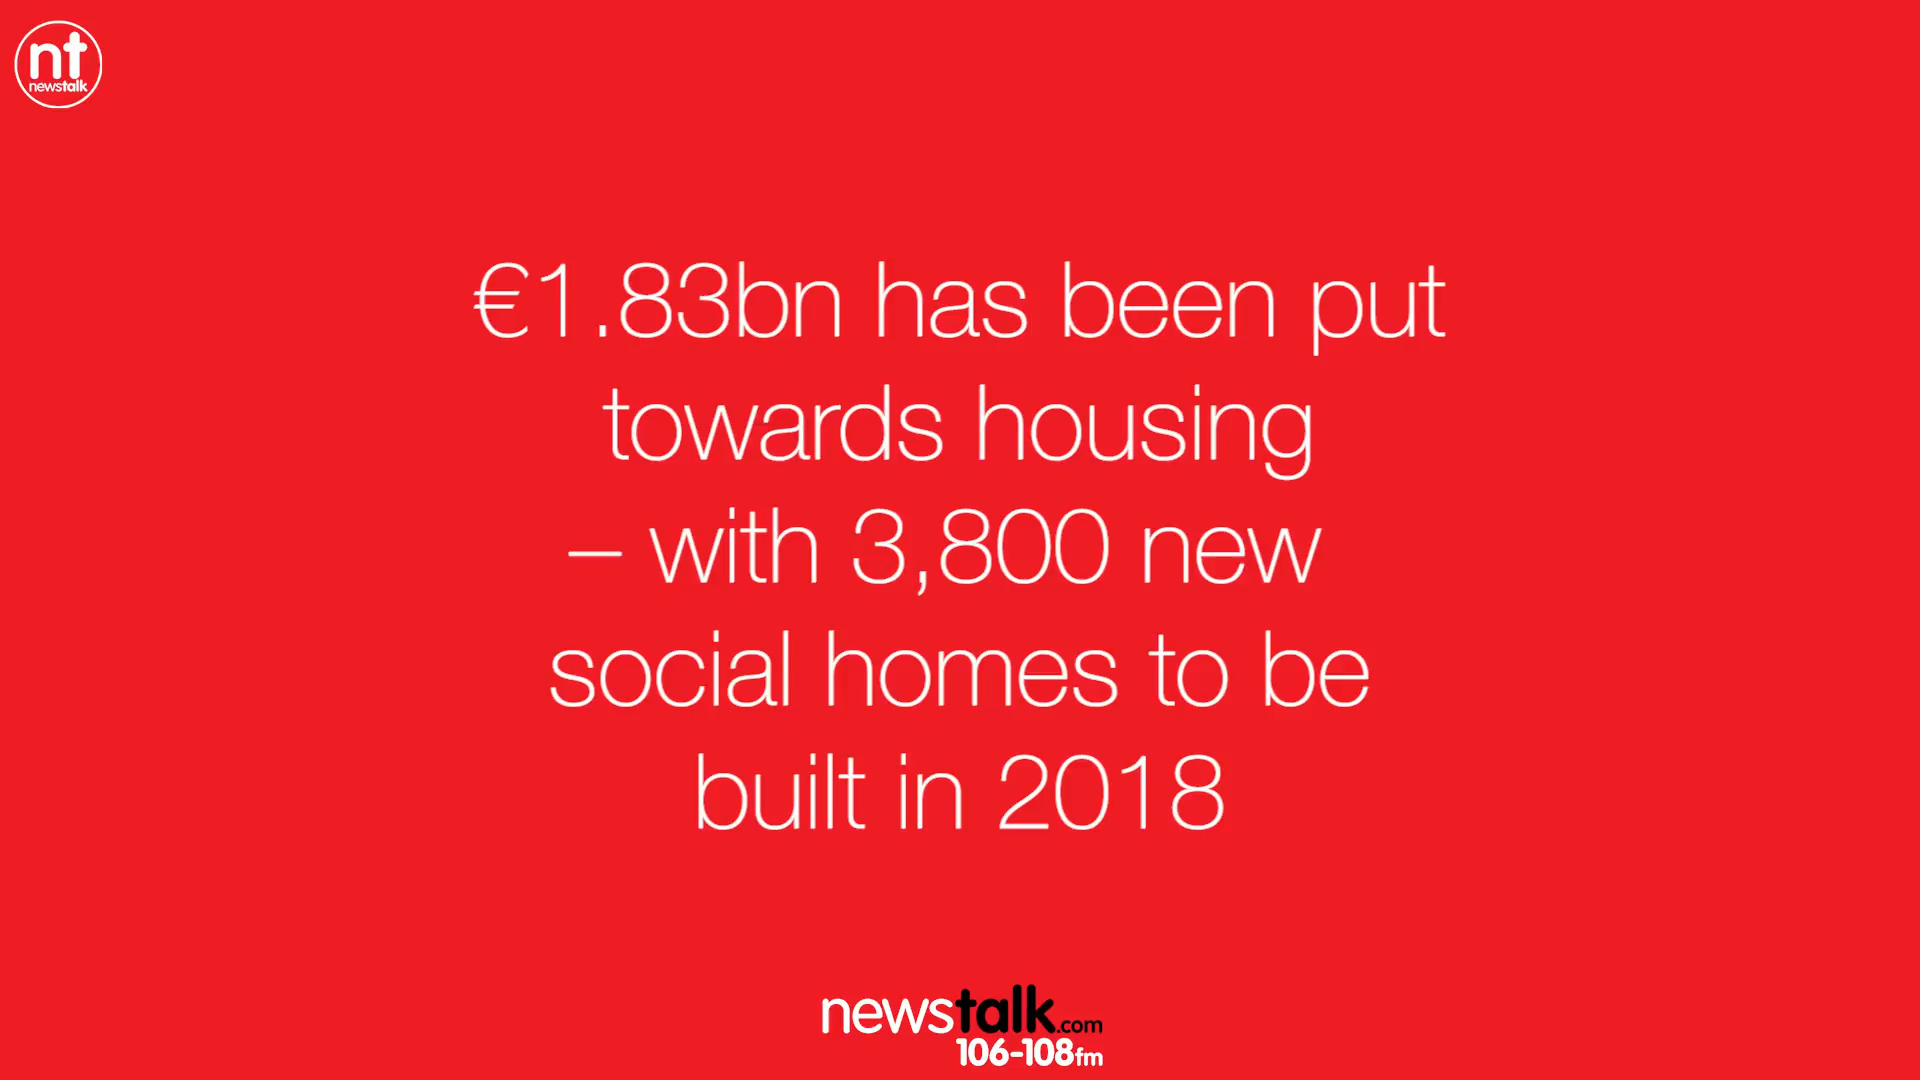 nt
newstalk
€1.83bn has been put
towards housing
– with 3,800 new
social homes to be
built in 2018
newstalk.com
106-108fm